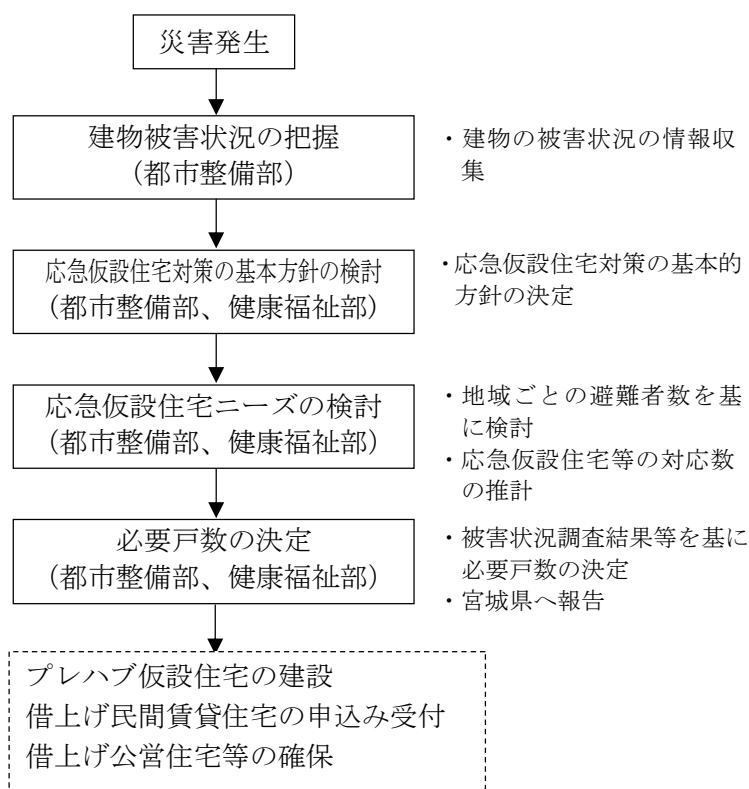 災害発生
建物被害状況の把握
（都市整備部）
・建物の被害状況の情報収
集
応急仮設住宅対策の基本方針の検討
（都市整備部、健康福祉部）
・応急仮設住宅対策の基本的
方針の決定
応急仮設住宅ニーズの検討
（都市整備部、健康福祉部）
・地域ごとの避難者数を基
に検討
・応急仮設住宅等の対応数
の推計
必要戸数の決定
（都市整備部、健康福祉部）
・被害状況調査結果等を基に
必要戸数の決定
・宮城県へ報告
プレハブ仮設住宅の建設
借上げ民間賃貸住宅の申込み受付
借上げ公営住宅等の確保